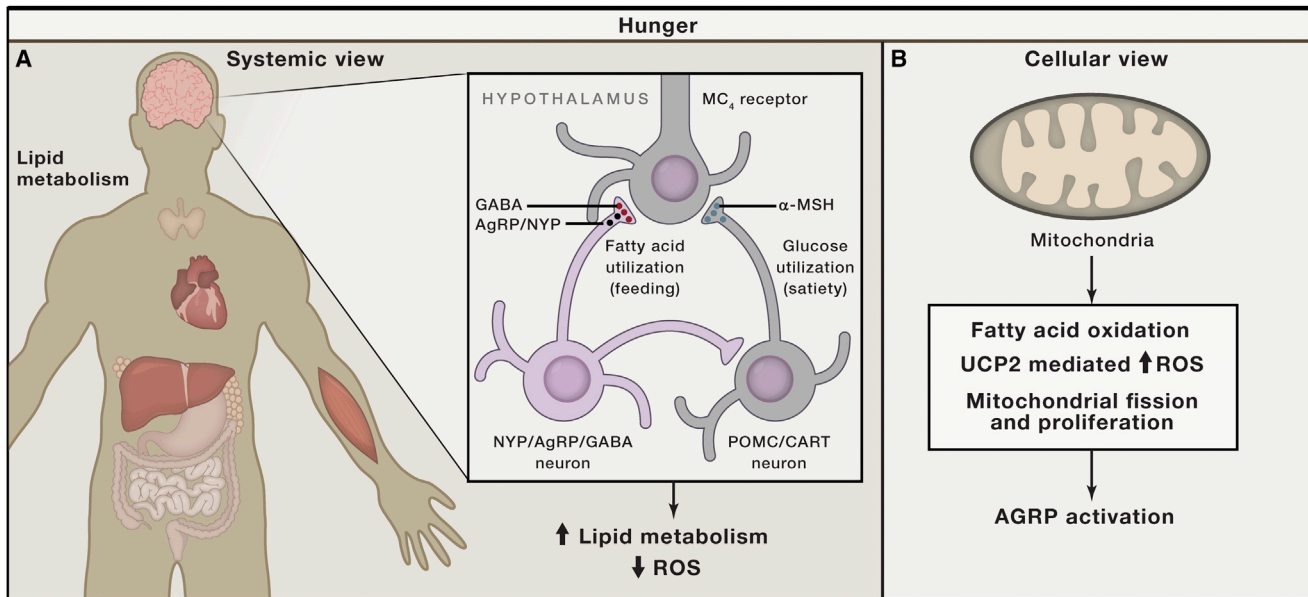 Hunger
A
Systemic view
Lipid
metabolism
HYPOTHALAMUS
MC4 receptor
GABA
AgRP/NYP
α-MSH
Fatty acid
utilization
(feeding)
Glucose
utilization
(satiety)
NYP/AgRP/GABA
neuron
POMC/CART
neuron
⬆ Lipid metabolism
⬇ ROS
B
Cellular view
Mitochondria
Fatty acid oxidation
UCP2 mediated ⬆ROS
Mitochondrial fission
and proliferation
AGRP activation